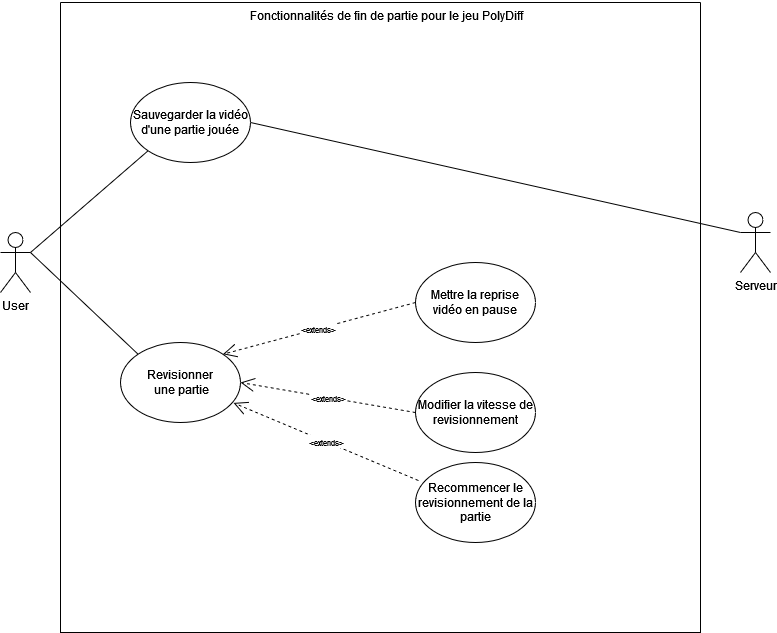 Fonctionnalités de fin de partie pour le jeu PolyDiff
Sauvegarder la vidéo
d'une partie jouée
User
Serveur
Mettre la reprise
vidéo en pause
<extends>
Revisionner
une partie
<extends>
Modifier la vitesse de
revisionnement
<extends>
Recommencer le
revisionnement de la
partie